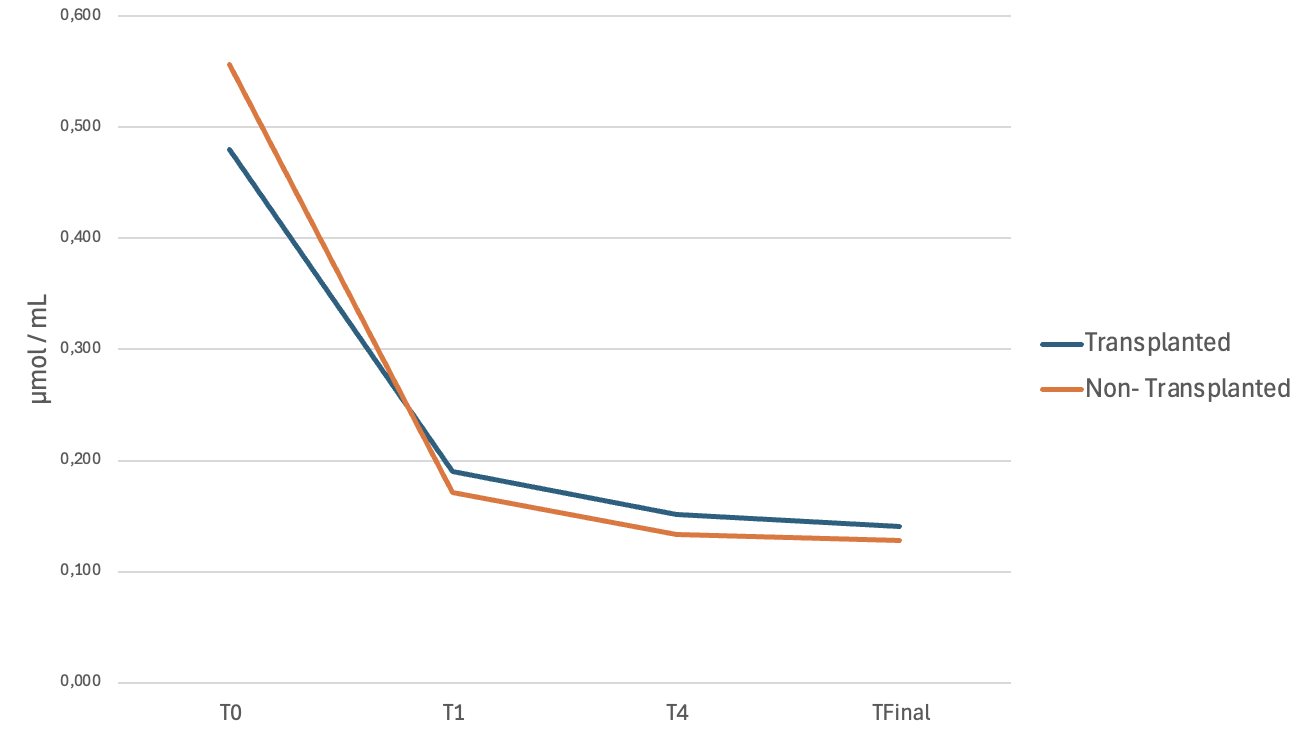 0,600
0,500
0,400
0,300
0,200
0,100
0,000
µmol / mL
T0 T1 T4 TFinal
Transplanted
Non- Transplanted